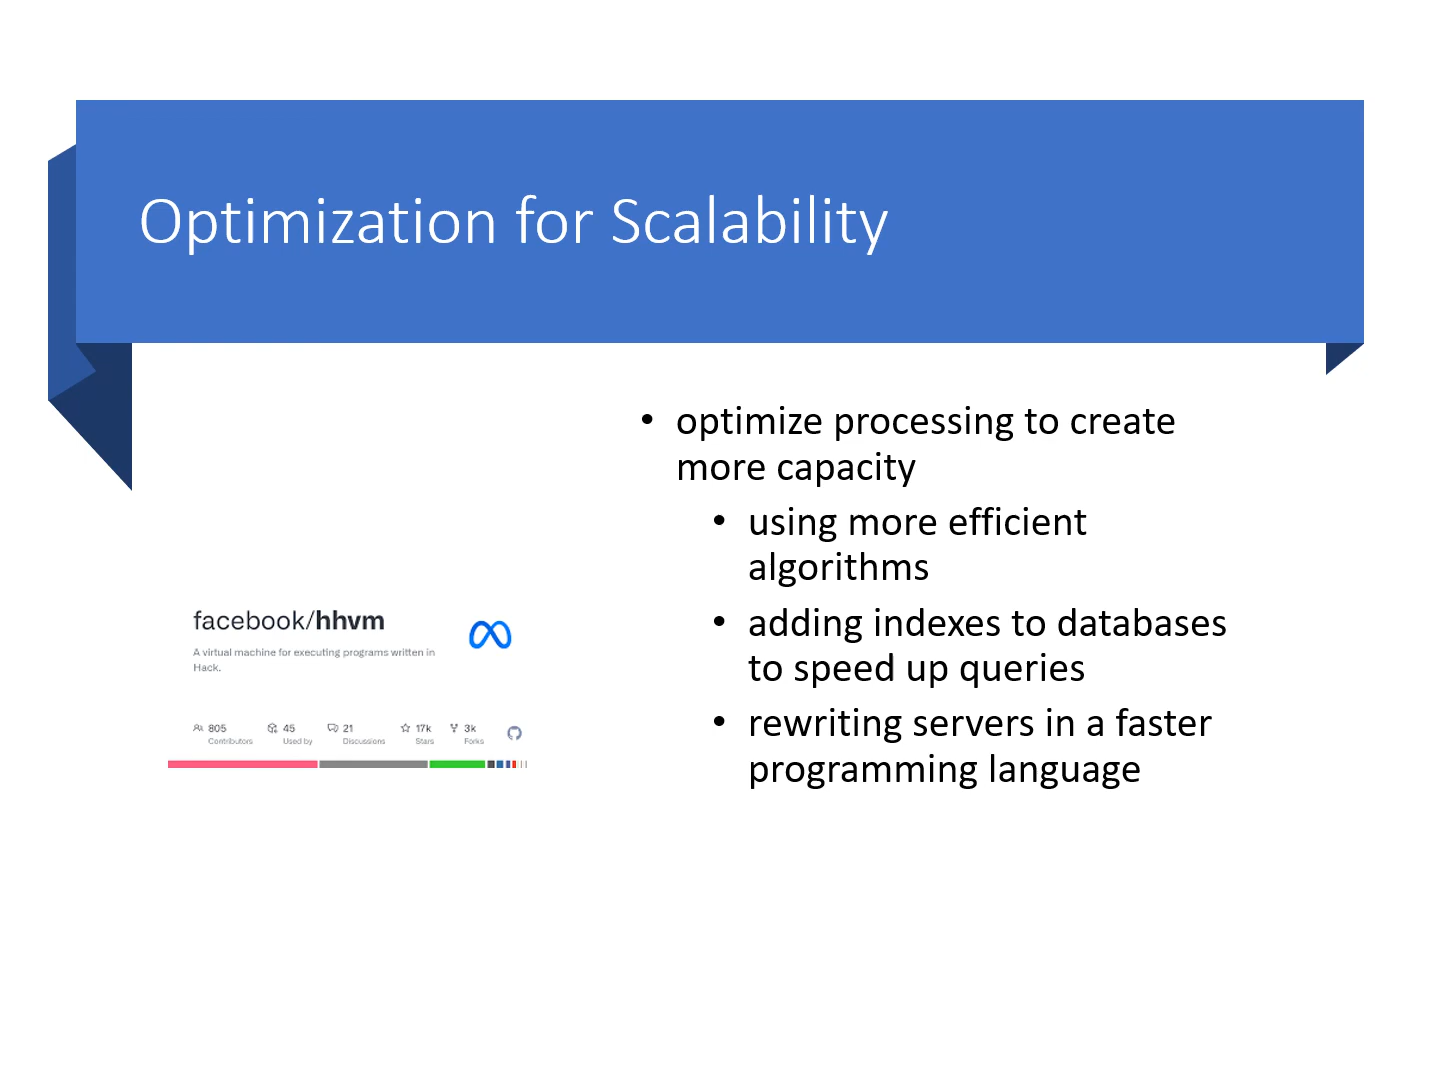 Optimization for Scalability
• optimize processing to create
more capacity
• using more efficient
algorithms
• adding indexes to databases
to speed up queries
• rewriting servers in a faster
programming language
facebook/hhvm
A virtual machine for executing programs written in
Hack.
805 45 21 17k 3k
Contributors Used by Discussions Stars Forks